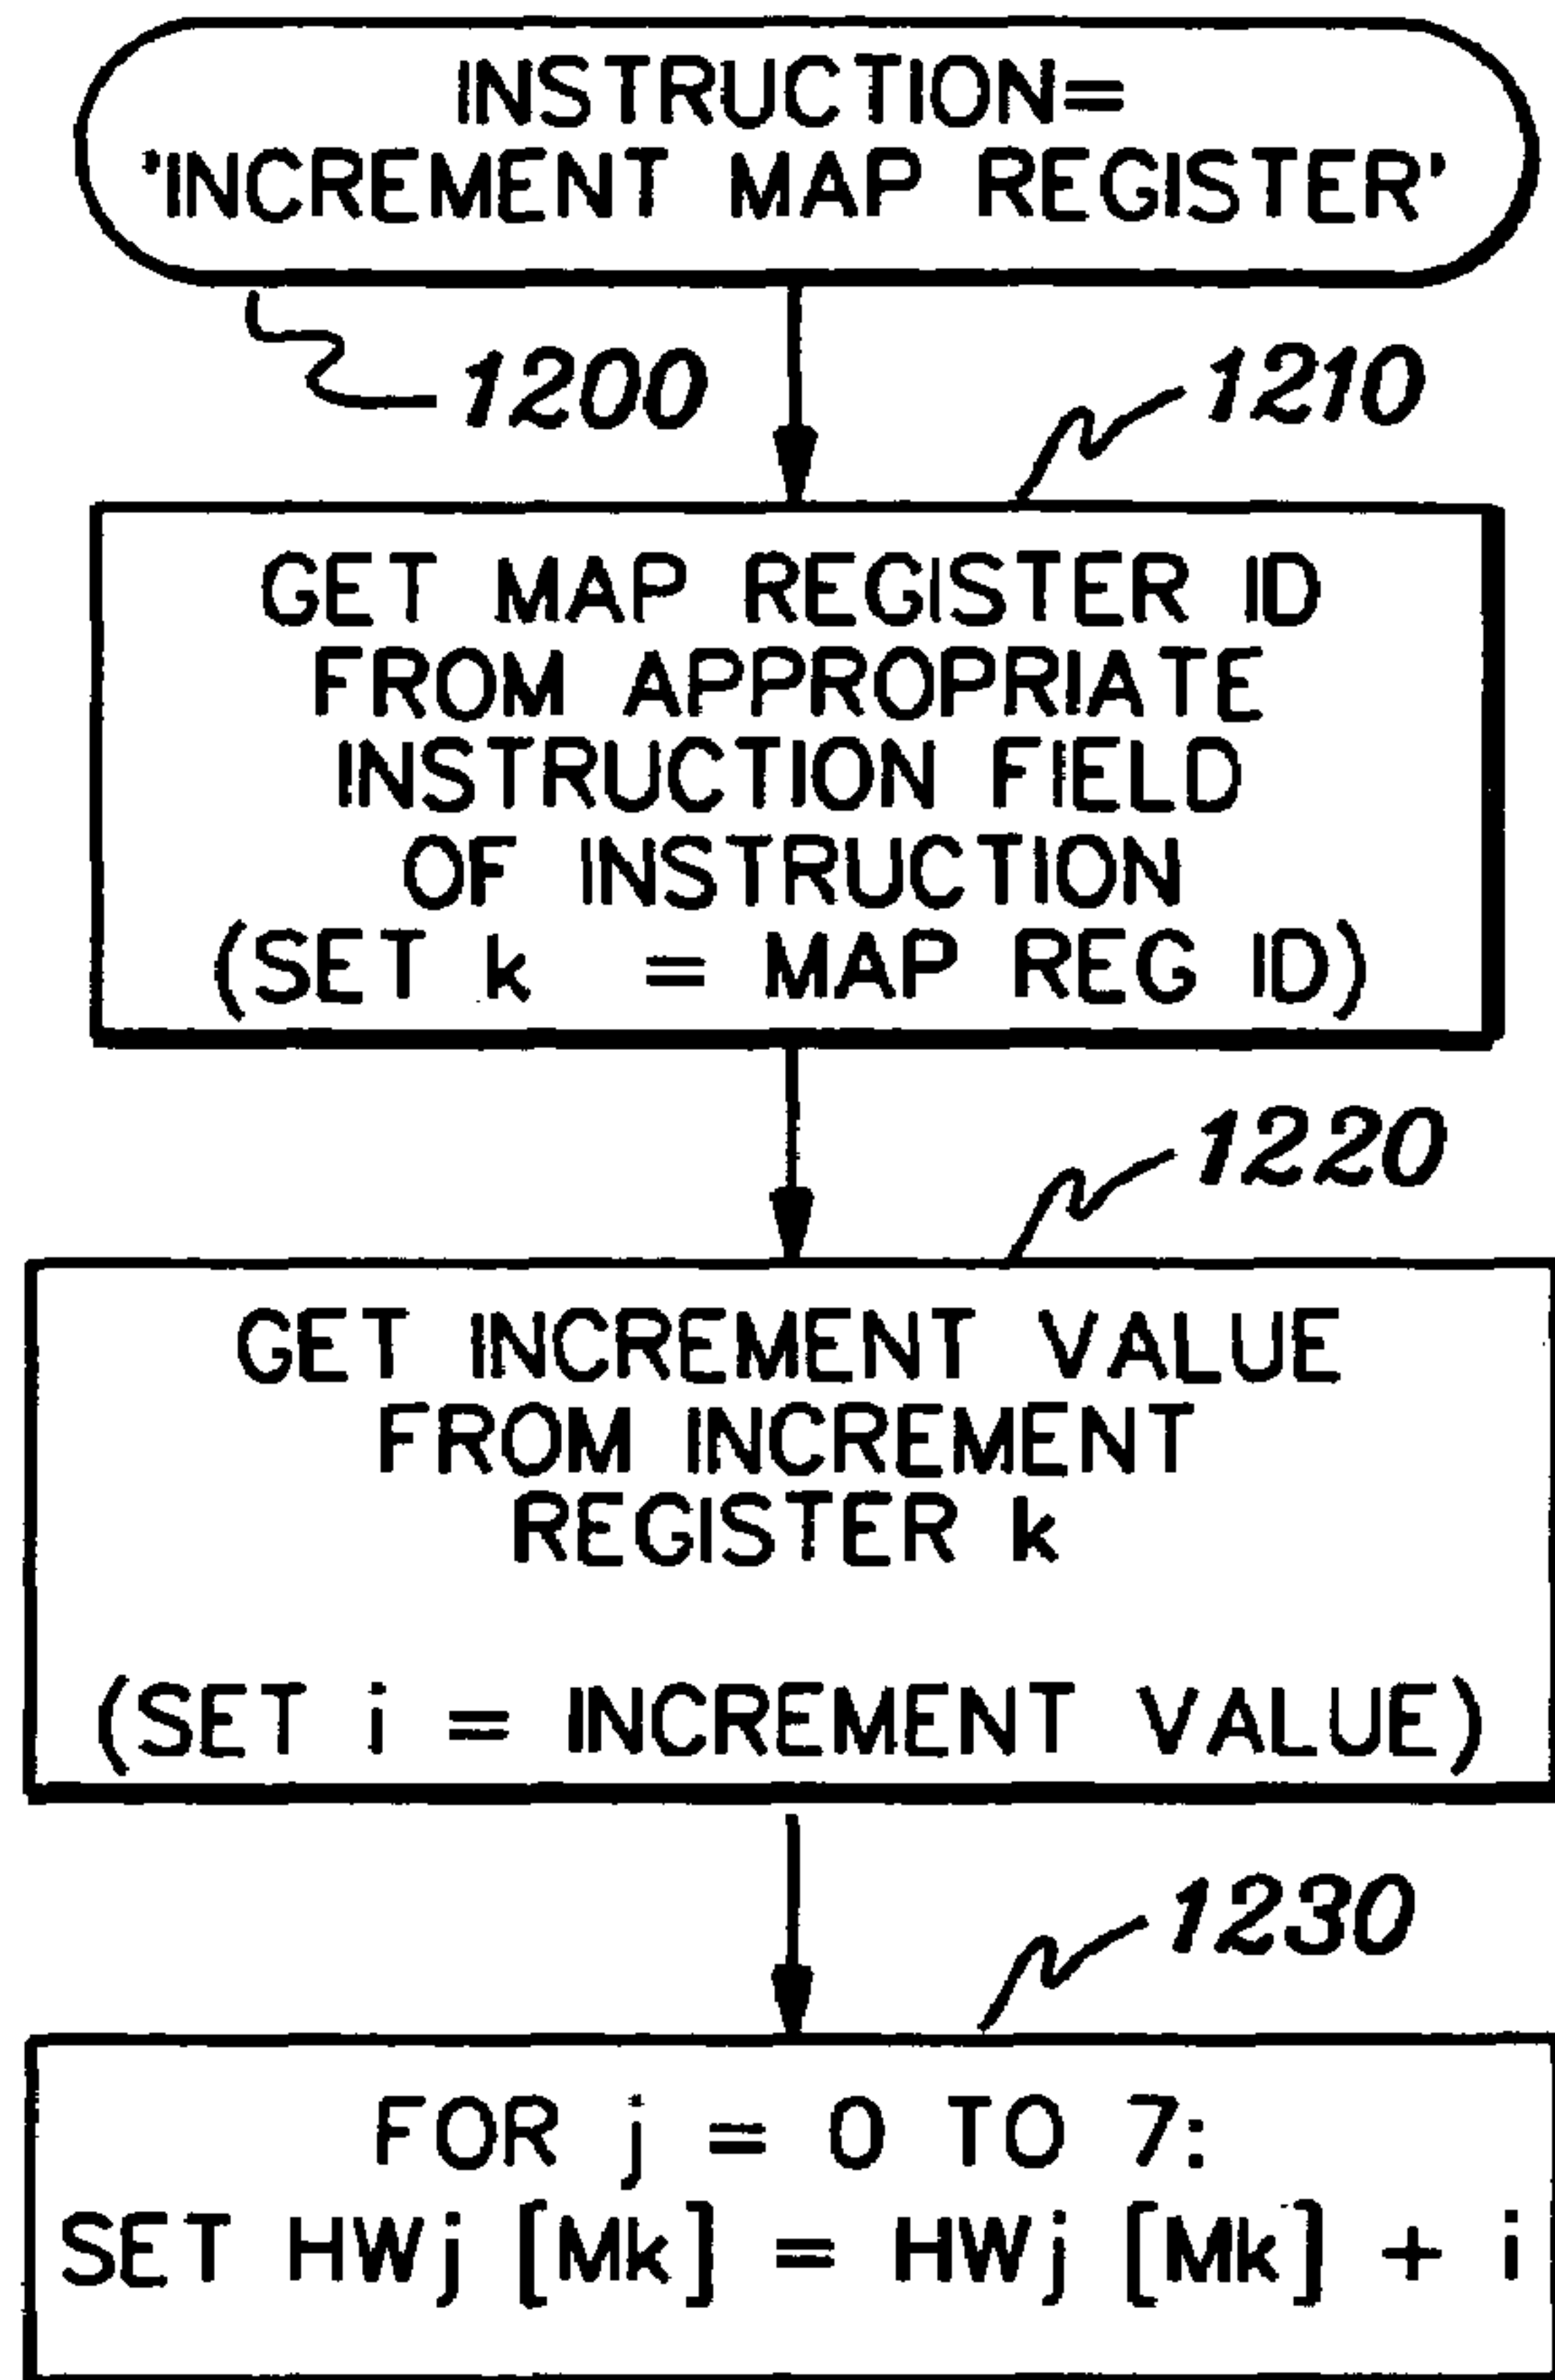 INSTRUCTION=
'INCREMENT MAP REGISTER'
1200
1210
GET MAP REGISTER ID
FROM APPROPRIATE
INSTRUCTION FIELD
OF INSTRUCTION
(SET k = MAP REG ID)
1220
GET INCREMENT VALUE
FROM INCREMENT
REGISTER k
(SET i = INCREMENT VALUE)
1230
FOR j = 0 TO 7:
SET HWj [Mk] = HWj [Mk] + i